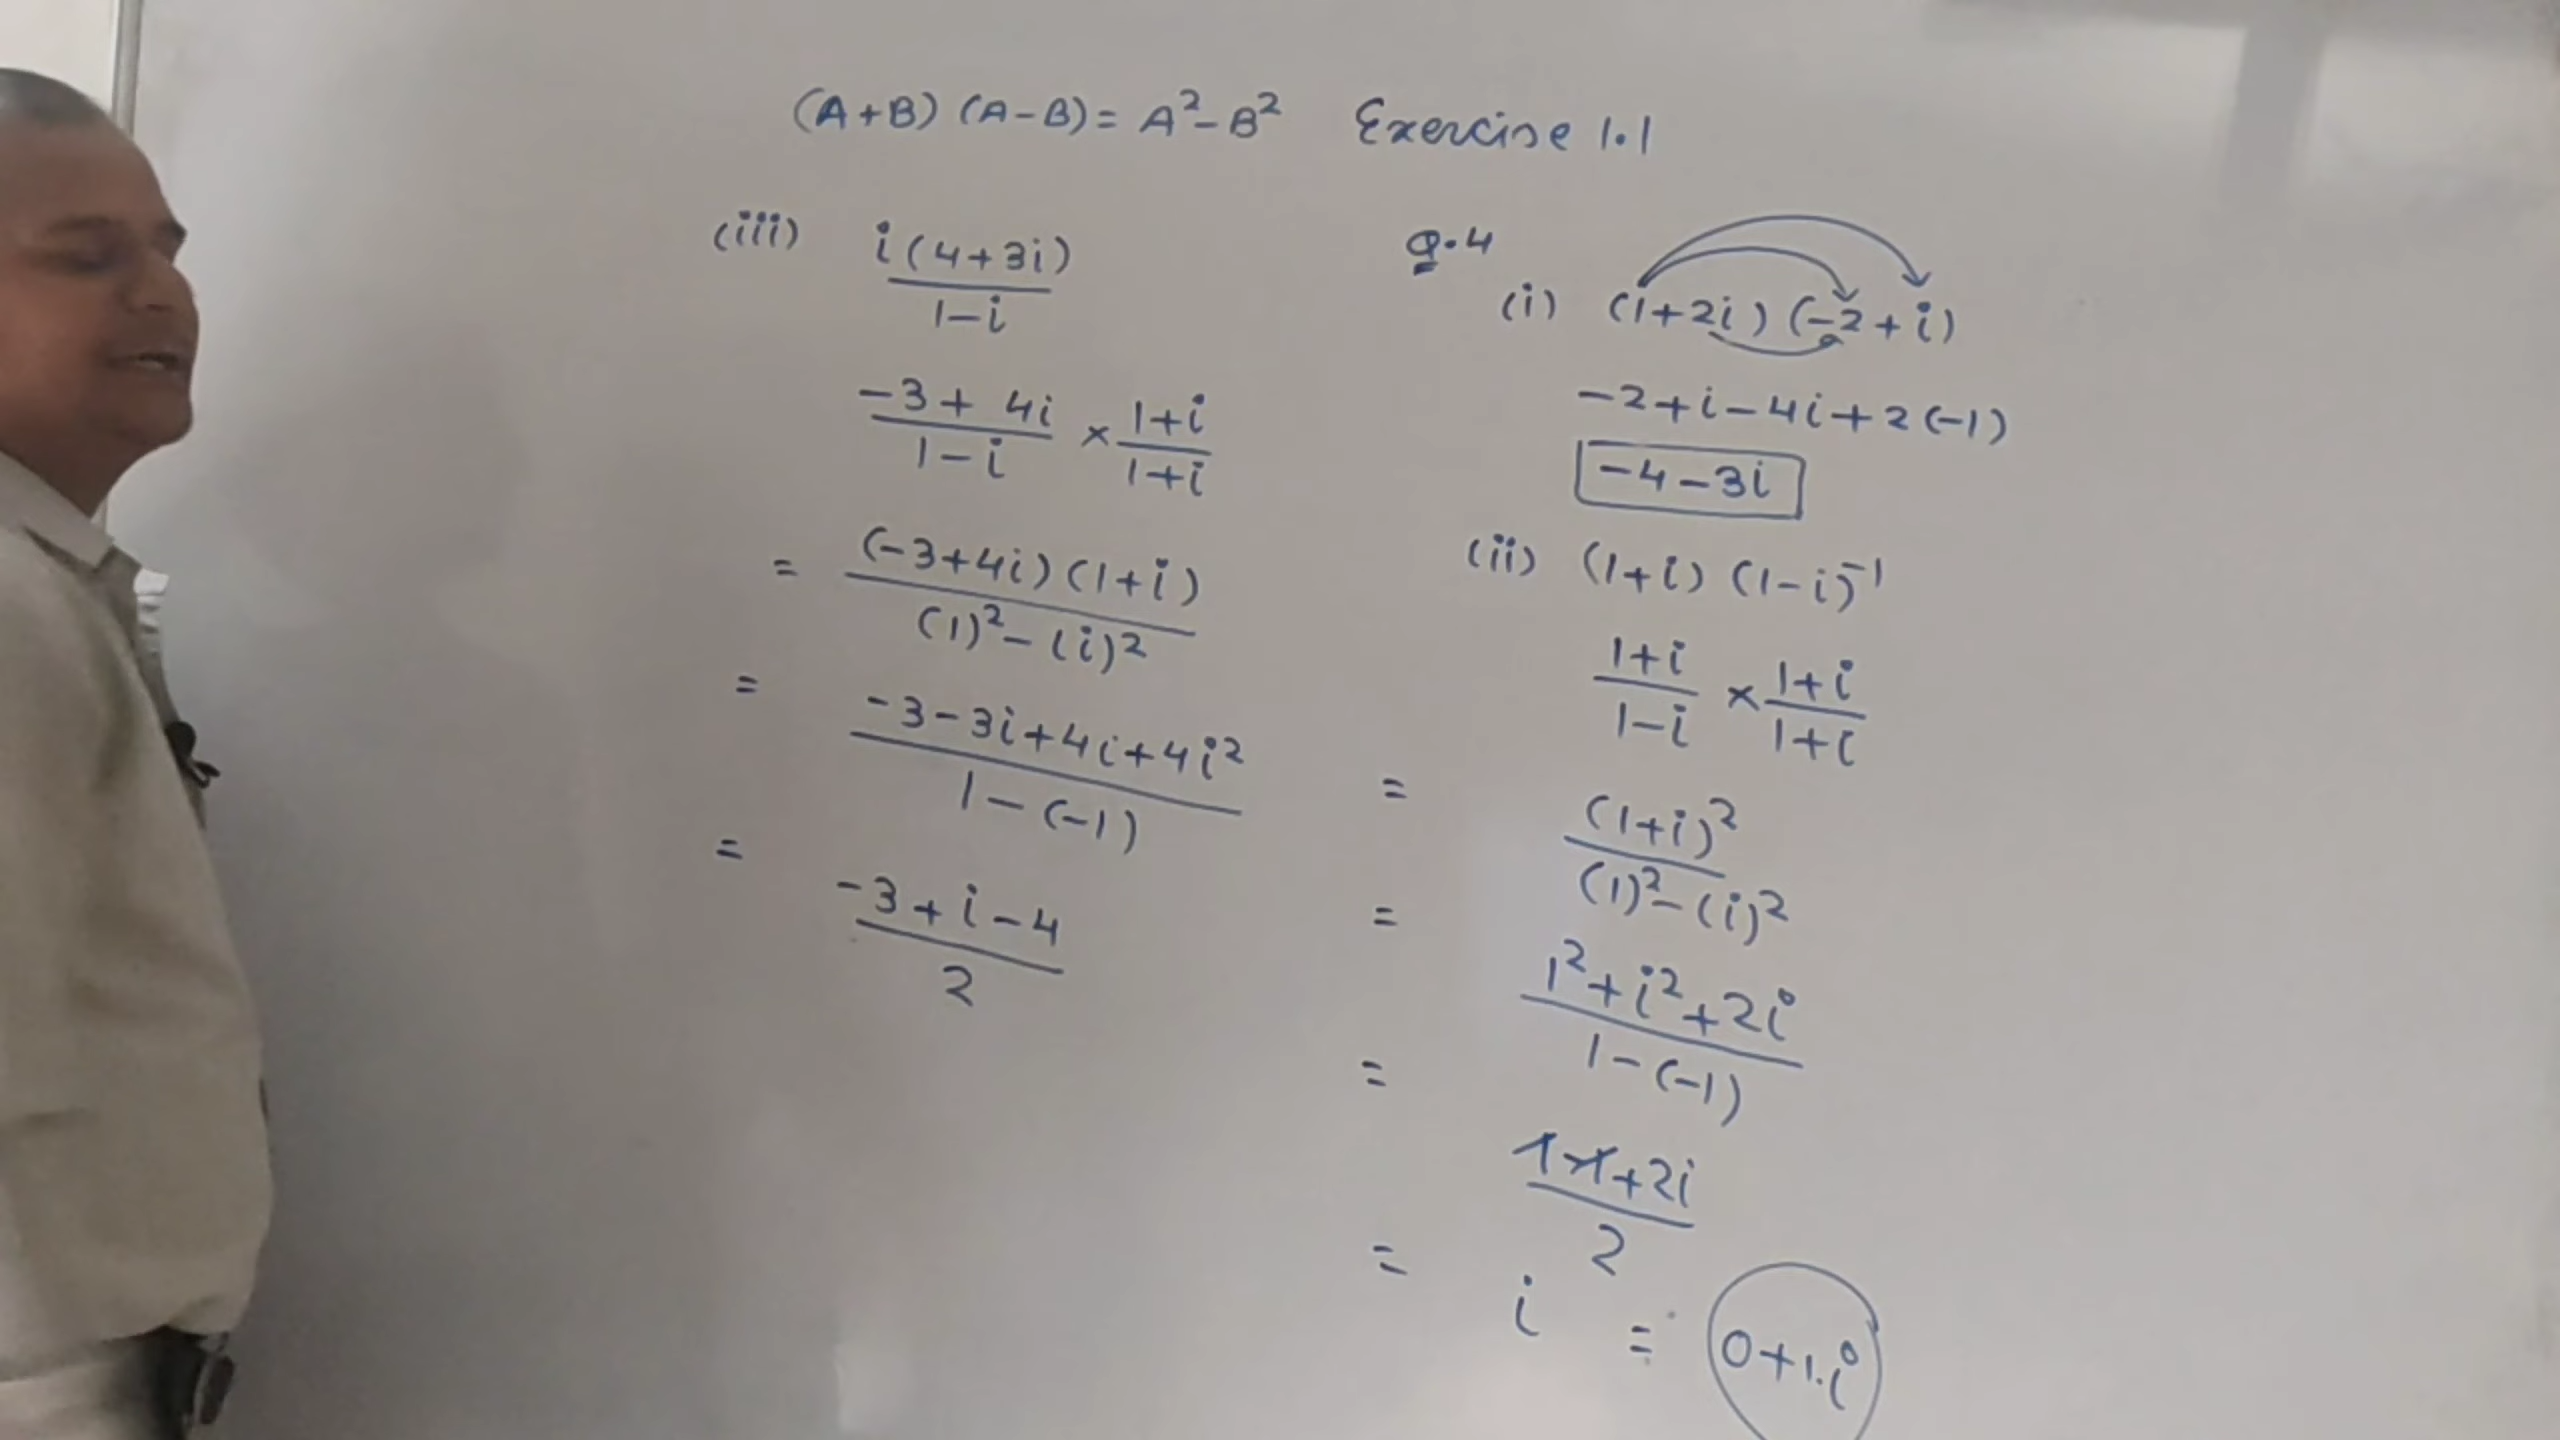 (A+B) (A-B) = A²-B² Exercise 1.1
(iii) i(4+3i)
1-i
-3+4i × 1+i
1-i 1+i
= (-3+4i)(1+i)
(1)²-(i)²
= -3-3i+4i+4i²
1-(-1)
= -3+i-4
2
Q.4
(i) (1+2i)(-2+i)
-2+i-4i+2(-1)
-4-3i
(ii) (1+i)(1-i)⁻¹
1+i × 1+i
1-i 1+i
= (1+i)²
(1)²-(i)²
= 1²+i²+2i
1-(-1)
= 1-1+2i
2
= i = 0+1.i